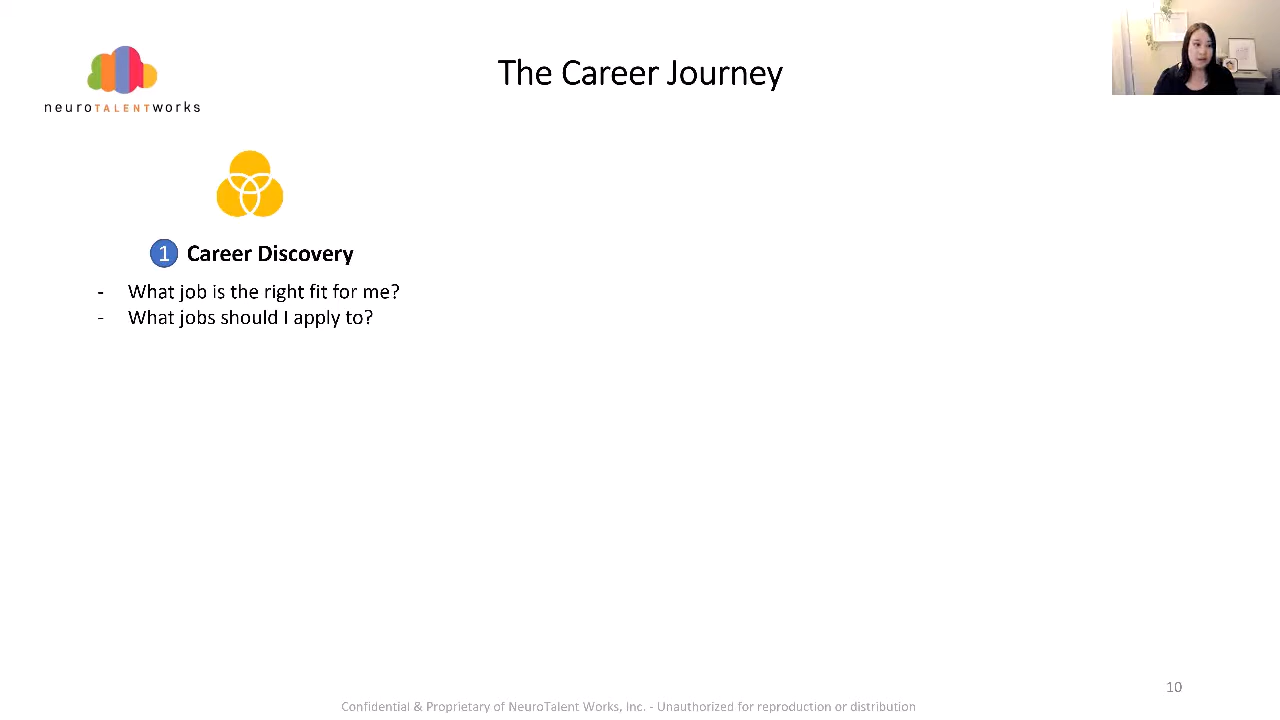 The Career Journey
neuroTALENTworks
1 Career Discovery
- What job is the right fit for me?
- What jobs should I apply to?
10
Confidential & Proprietary of NeuroTalent Works, Inc. - Unauthorized for reproduction or distribution